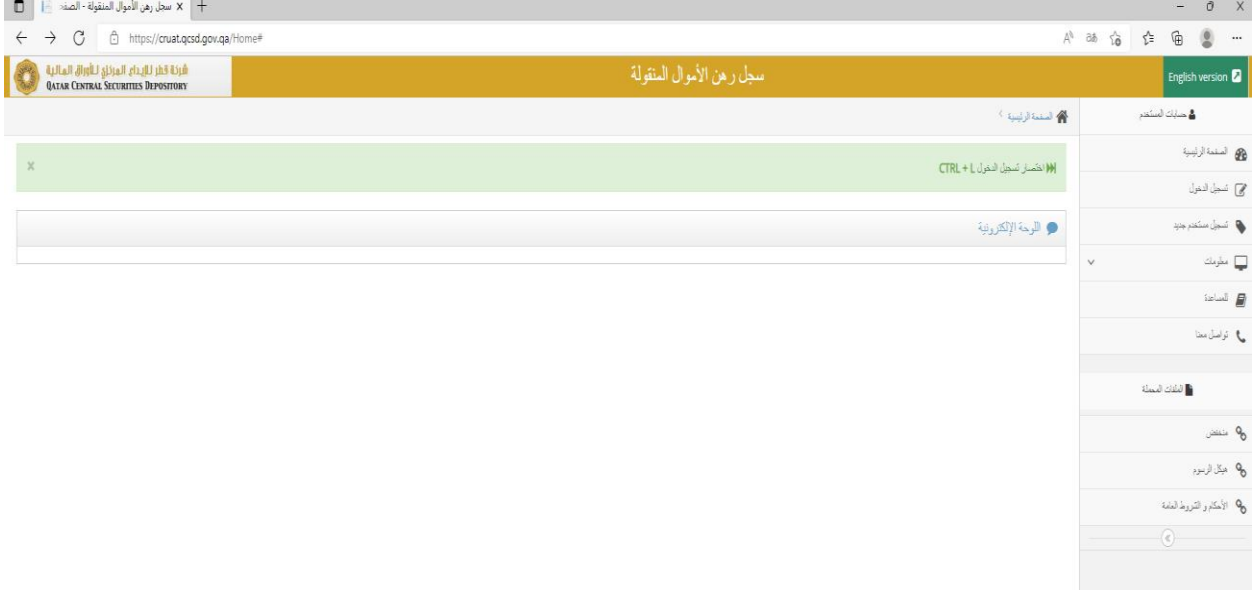 سجل رهن الأموال المنقولة - الصفح
https://cruat.qcsd.gov.qa/Home#
شركة قطر للإيداع المركزي للأوراق المالية
QATAR CENTRAL SECURITIES DEPOSITORY
سجل رهن الأموال المنقولة
English version
الصفحة الرئيسية
اختصار تسجيل الدخول CTRL + L
اللوحة الإلكترونية
حسابات المستخدم
الصفحة الرئيسية
تسجيل الدخول
تسجيل مستخدم جديد
معلومات
المساعدة
تواصل معنا
الملفات المحملة
منخفض
هيكل الرسوم
الأحكام و الشروط العامة